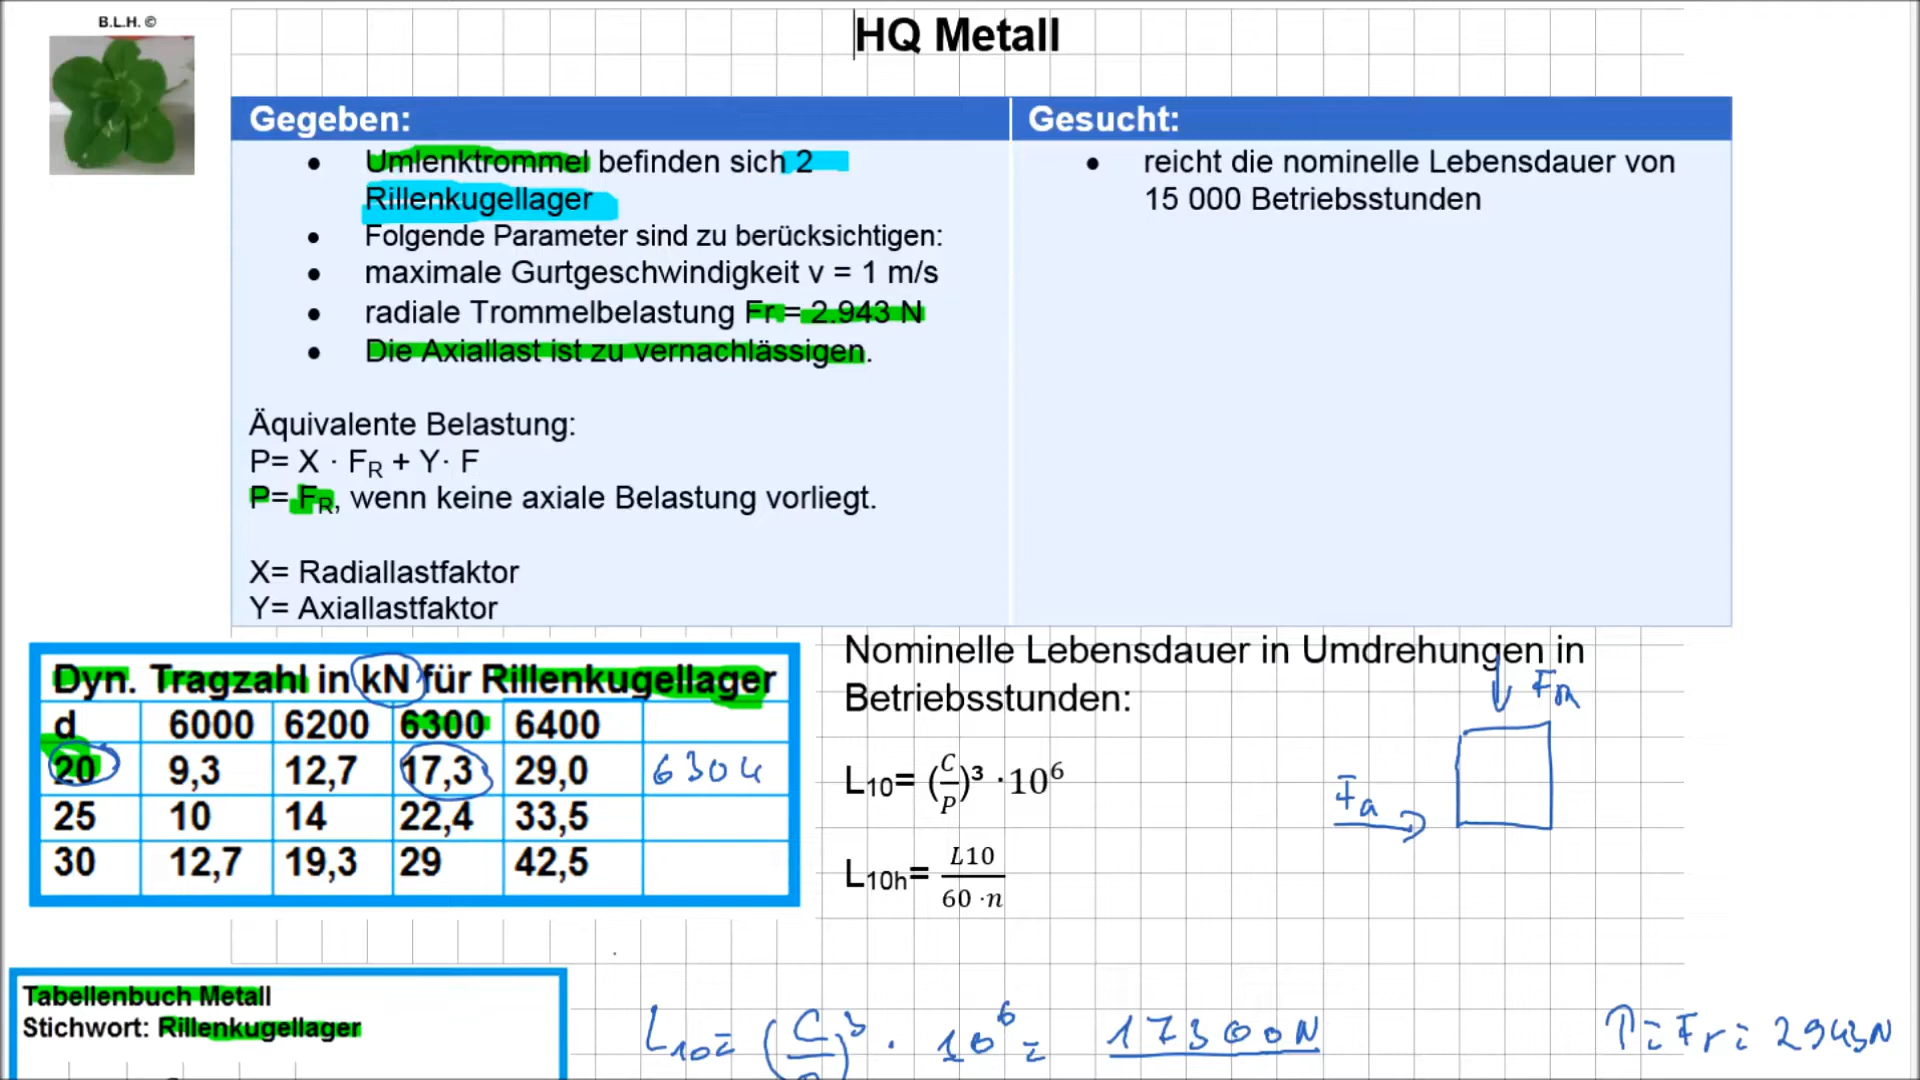 B.L.H. ©
HQ Metall
Gegeben:
Gesucht:
• Umlenktrommel befinden sich 2
Rillenkugellager
• Folgende Parameter sind zu berücksichtigen:
• maximale Gurtgeschwindigkeit v = 1 m/s
• radiale Trommelbelastung Fr = 2.943 N
• Die Axiallast ist zu vernachlässigen.
Äquivalente Belastung:
P= X · FR + Y· F
P= FR, wenn keine axiale Belastung vorliegt.
X= Radiallastfaktor
Y= Axiallastfaktor
• reicht die nominelle Lebensdauer von
15 000 Betriebsstunden
Dyn. Tragzahl in kN für Rillenkugellager
d 6000 6200 6300 6400
20 9,3 12,7 17,3 29,0 6304
25 10 14 22,4 33,5
30 12,7 19,3 29 42,5
Nominelle Lebensdauer in Umdrehungen in
Betriebsstunden:
L10= (C/P)³ ·10⁶
L10h= L10/60 ·n
FR
Fa
Tabellenbuch Metall
Stichwort: Rillenkugellager
L10= (C/)³ · 10⁶ = 17300N
P=Fr= 2943N